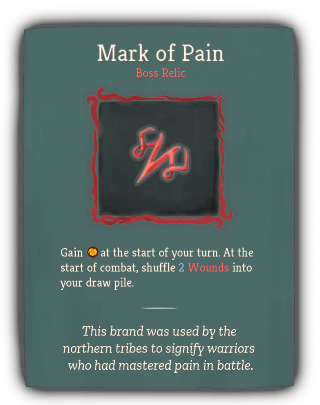 Mark of Pain
Boss Relic
Gain at the start of your turn. At the
start of combat, shuffle 2 Wounds into
your draw pile.
This brand was used by the
northern tribes to signify warriors
who had mastered pain in battle.